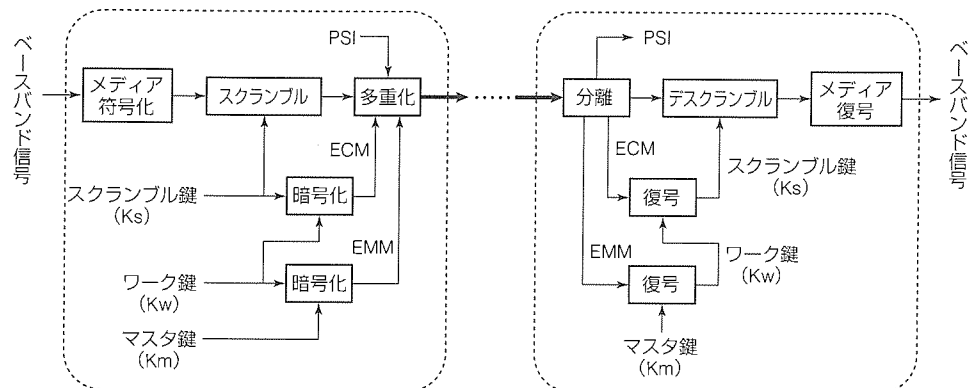 ベースバンド信号
PSI
メディア
符号化
スクランブル
多重化
ECM
スクランブル鍵
(Ks)
暗号化
EMM
ワーク鍵
(Kw)
暗号化
マスタ鍵
(Km)
PSI
分離
デスクランブル
メディア
復号
ベースバンド信号
ECM
スクランブル鍵
(Ks)
復号
EMM
ワーク鍵
(Kw)
復号
マスタ鍵
(Km)